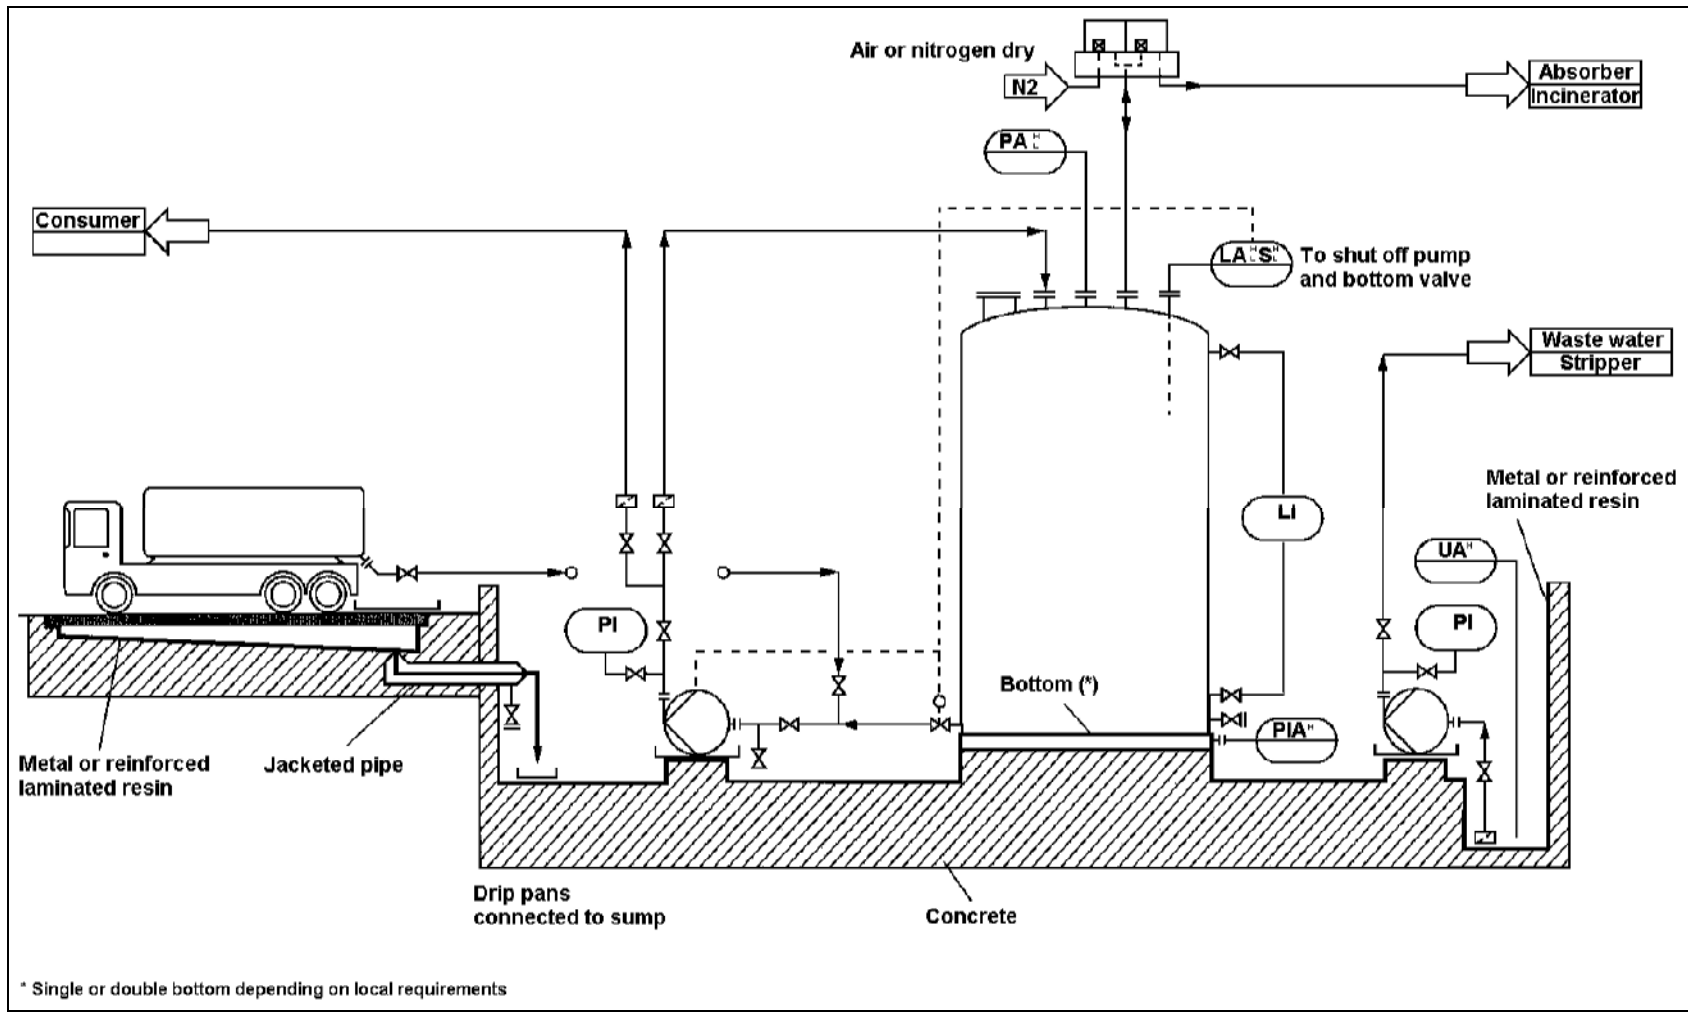 Air or nitrogen dry
N2
Absorber
Incinerator
PA H L
Consumer
LA H L S H L
To shut off pump
and bottom valve
Waste water
Stripper
Metal or reinforced
laminated resin
LI
UA H
PI
PI
Bottom (*)
PIA H
Metal or reinforced
laminated resin
Jacketed pipe
Drip pans
connected to sump
Concrete
* Single or double bottom depending on local requirements